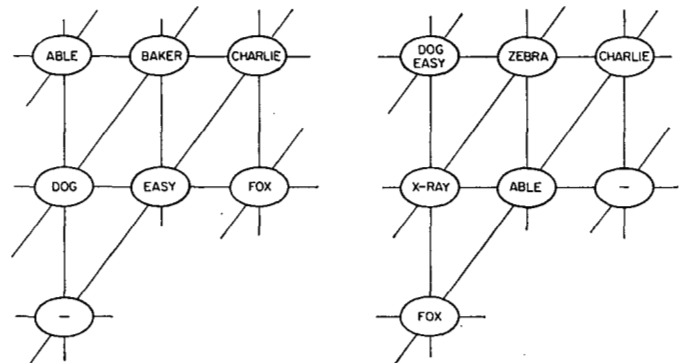 ABLE BAKER CHARLIE
DOG EASY FOX
–
DOG
EASY ZEBRA CHARLIE
X-RAY ABLE –
FOX